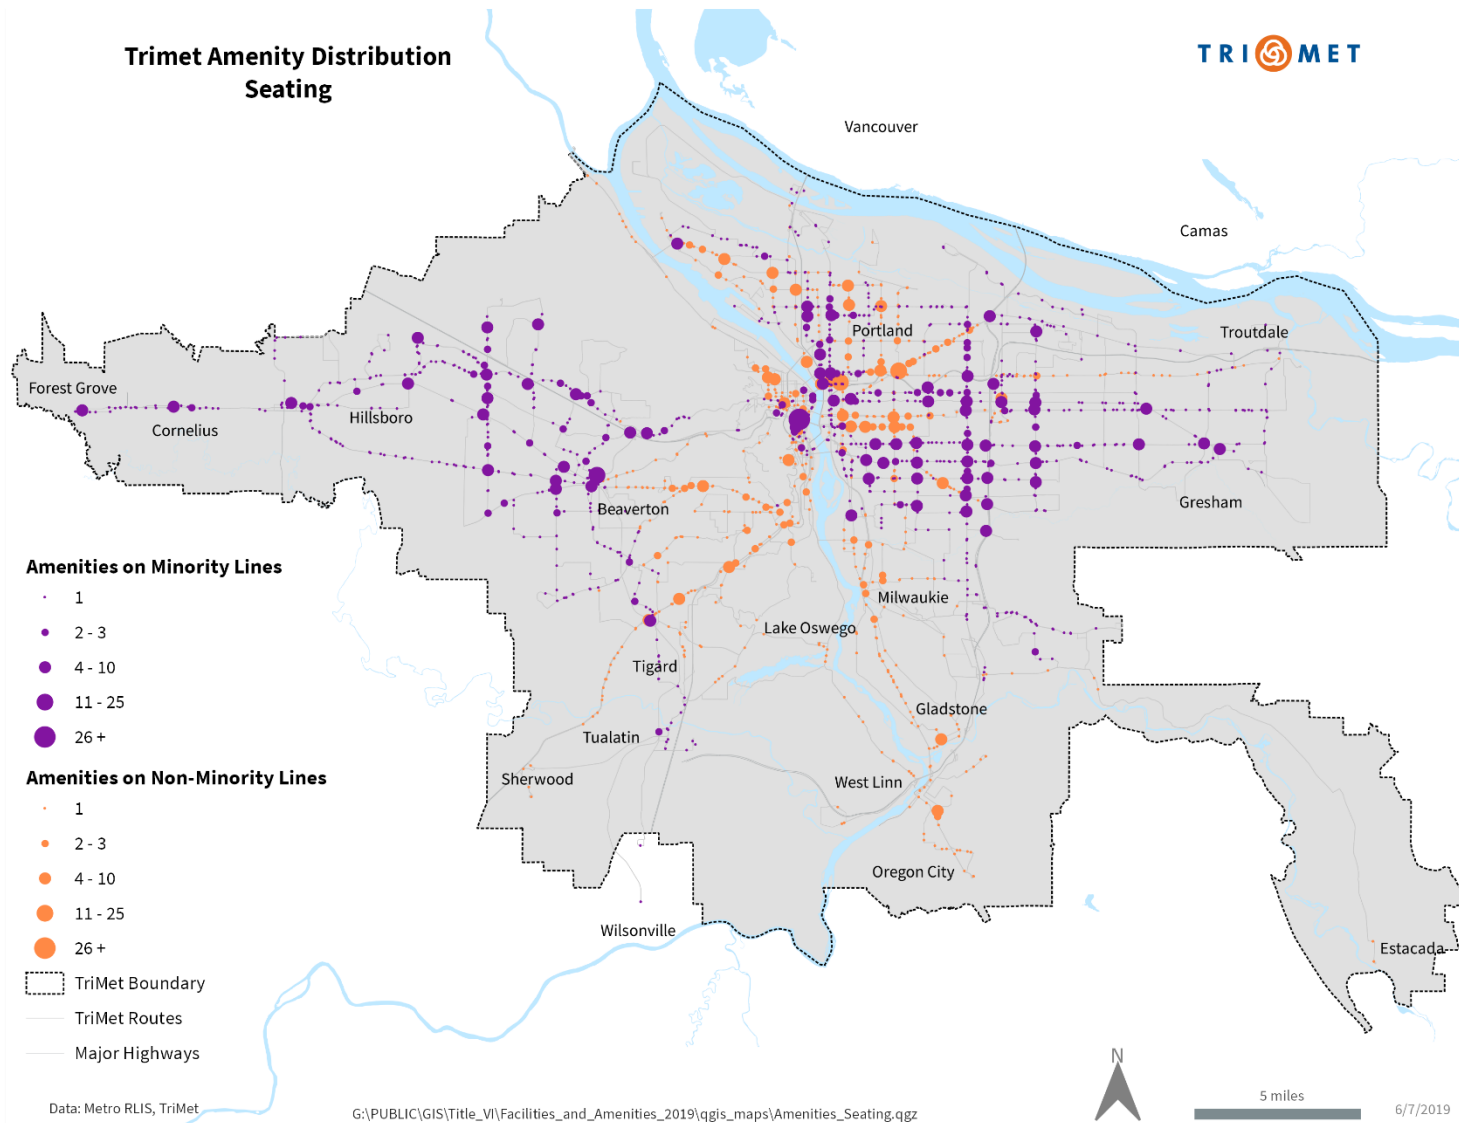 Trimet Amenity Distribution
Seating
TRIMET
Vancouver
Camas
Portland
Troutdale
Forest Grove
Hillsboro
Cornelius
Gresham
Beaverton
Amenities on Minority Lines
1
2 - 3
4 - 10
11 - 25
26 +
Milwaukie
Lake Oswego
Tigard
Gladstone
Tualatin
Sherwood
West Linn
Amenities on Non-Minority Lines
1
2 - 3
4 - 10
11 - 25
26 +
Oregon City
Wilsonville
Estacada
TriMet Boundary
TriMet Routes
Major Highways
N
5 miles
Data: Metro RLIS, TriMet
G:\PUBLIC\GIS\Title_VI\Facilities_and_Amenities_2019\qgis_maps\Amenities_Seating.qgz
6/7/2019